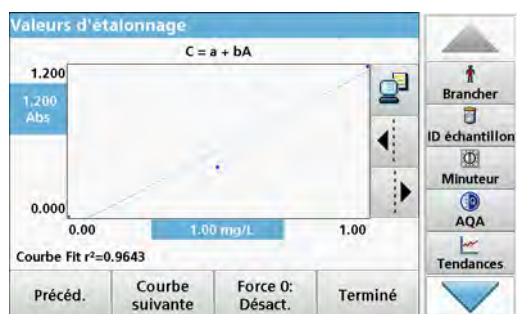 Valeurs d'étalonnage
C = a + bA
1.200
1.200
Abs
0.000
0.00
1.00 mg/L
1.00
Courbe Fit r²=0.9643
Précéd.
Courbe
suivante
Force 0:
Désact.
Terminé
Brancher
ID échantillon
Minuteur
AQA
Tendances